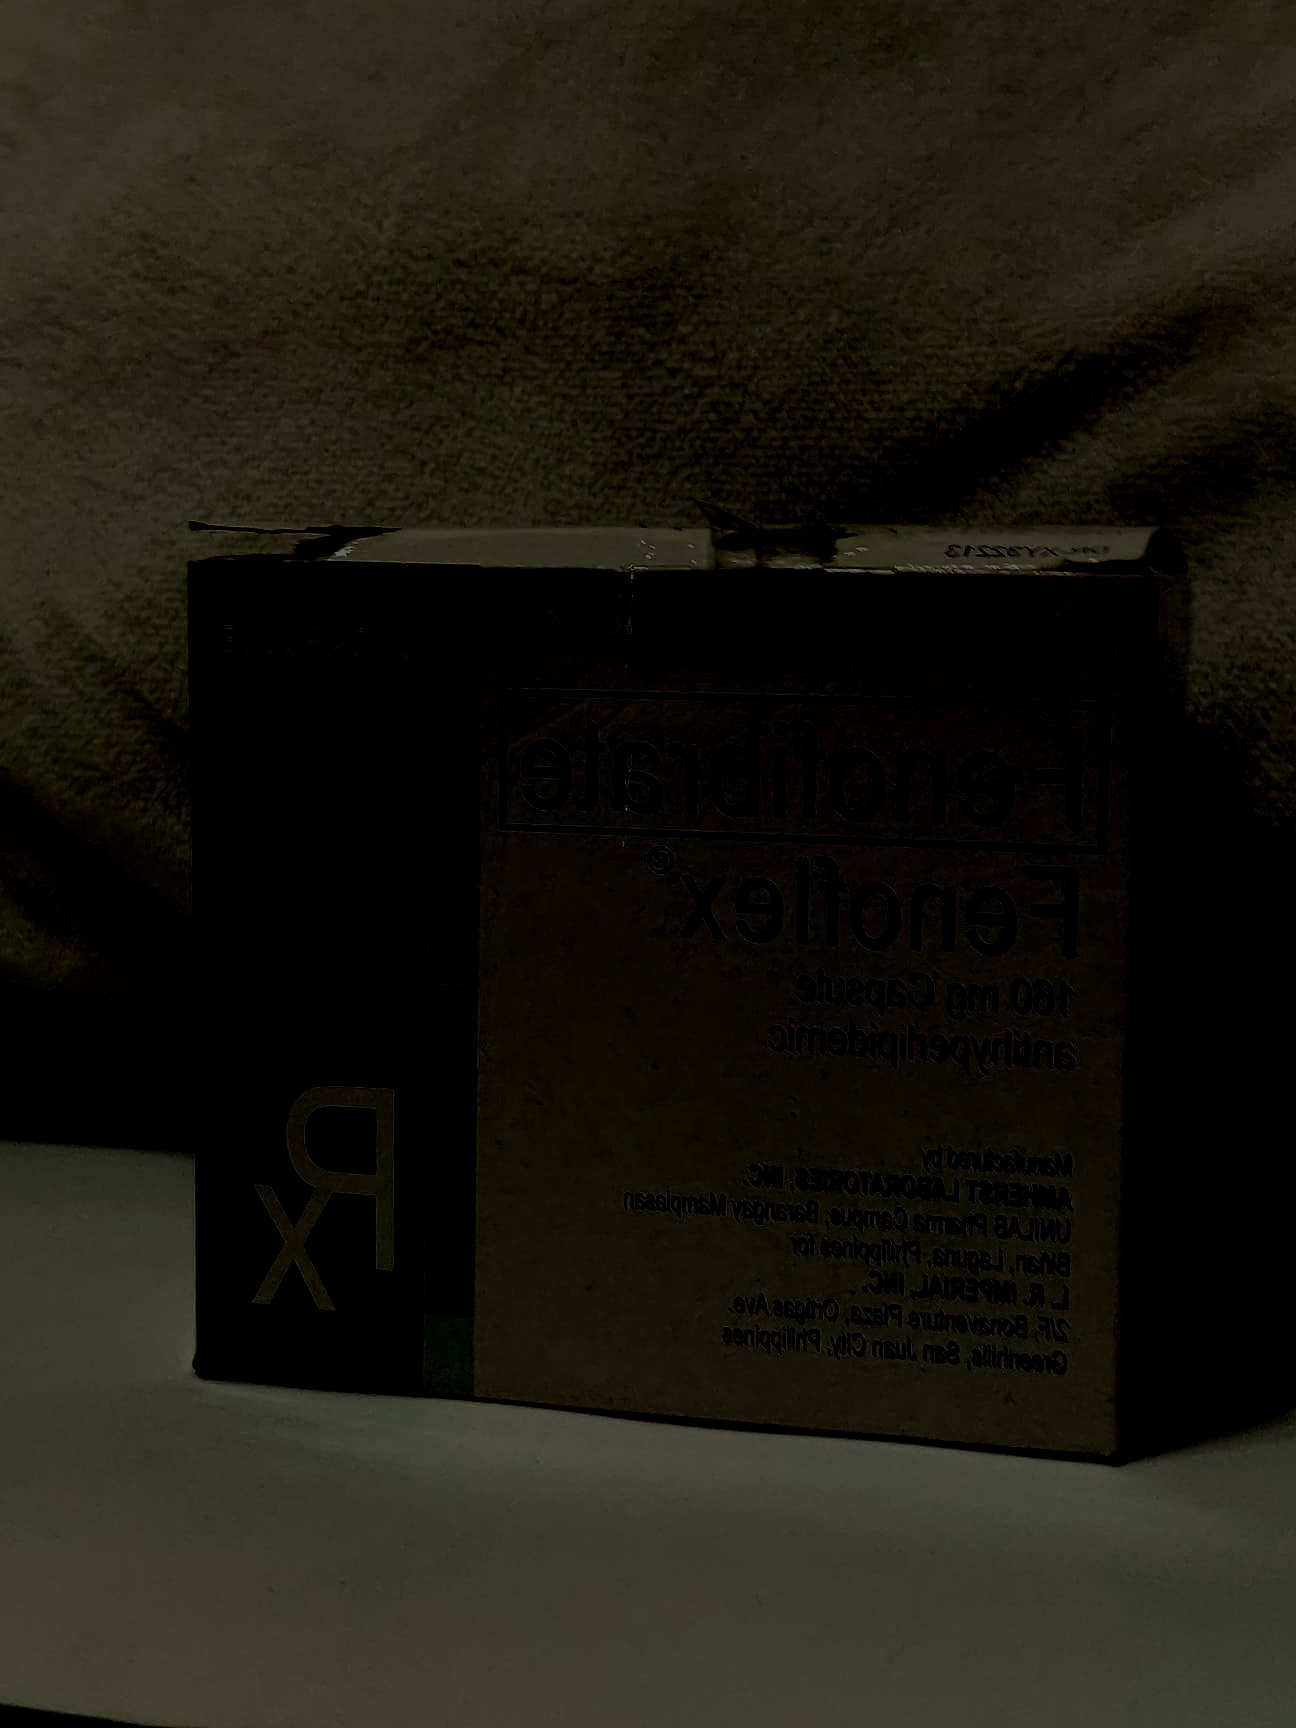 Fenofibrate
Fenoflex®
160 mg Capsule
antihyperlipidemic
Manufactured by
AMHERST LABORATORIES, INC.
UNILAB Pharma Campus, Barangay Mamplasan
Biñan, Laguna, Philippines for
L. R. IMPERIAL, INC.
2/F, Bonaventure Plaza, Ortigas Ave.
Greenhills, San Juan City, Philippines
Rx